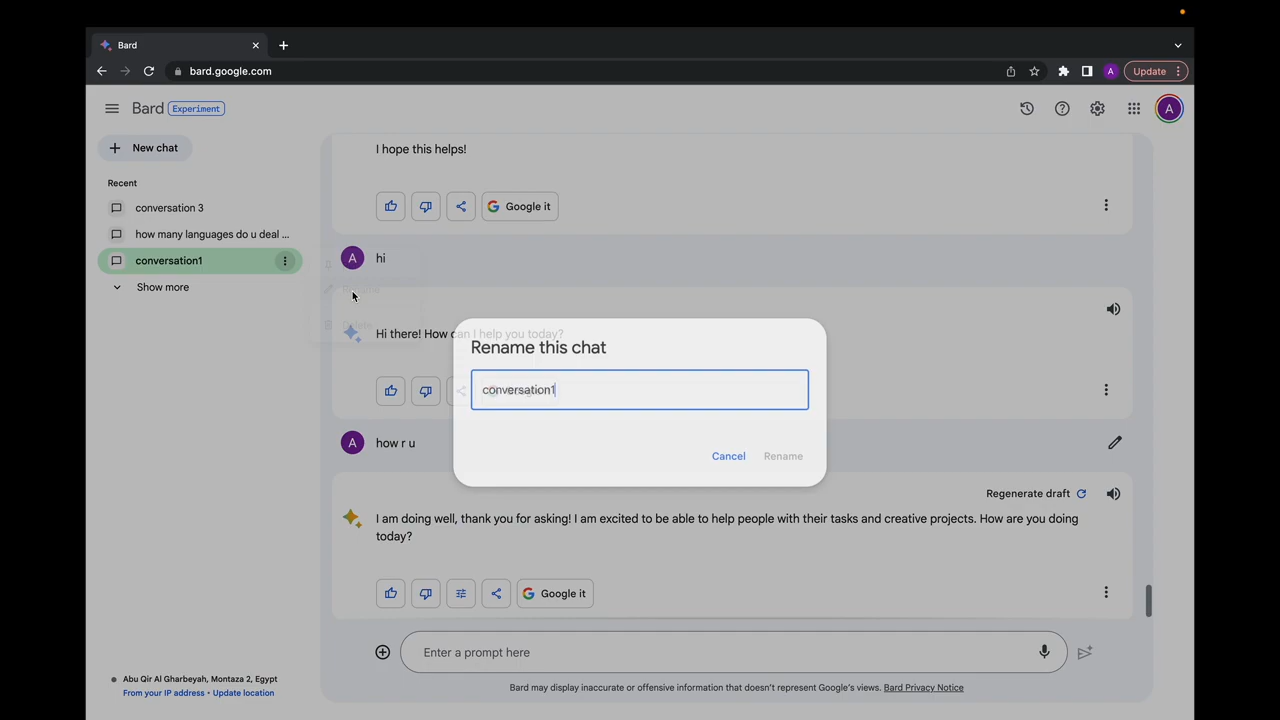 Bard
bard.google.com
A
Update
Bard
Experiment
A
New chat
Recent
conversation 3
how many languages do u deal ...
conversation1
Show more
I hope this helps!
Google it
A
hi
Rename
Delete
Hi there! How can I help you today?
Rename this chat
conversation1
Cancel
Rename
A
how r u
Regenerate draft
I am doing well, thank you for asking! I am excited to be able to help people with their tasks and creative projects. How are you doing
today?
Google it
Enter a prompt here
Abu Qir Al Gharbeyah, Montaza 2, Egypt
From your IP address • Update location
Bard may display inaccurate or offensive information that doesn't represent Google's views. Bard Privacy Notice